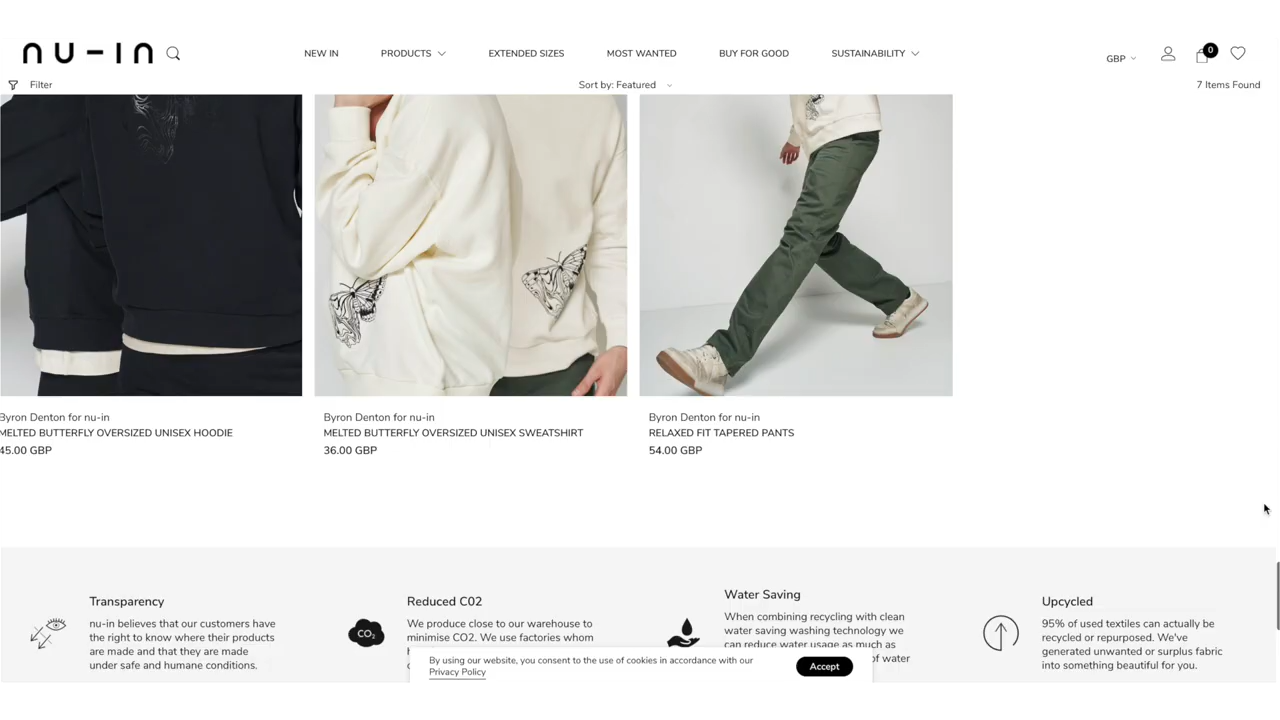 nu-in
NEW IN
PRODUCTS
EXTENDED SIZES
MOST WANTED
BUY FOR GOOD
SUSTAINABILITY
GBP
0
Filter
Sort by: Featured
7 Items Found
Byron Denton for nu-in
MELTED BUTTERFLY OVERSIZED UNISEX HOODIE
45.00 GBP
Byron Denton for nu-in
MELTED BUTTERFLY OVERSIZED UNISEX SWEATSHIRT
36.00 GBP
Byron Denton for nu-in
RELAXED FIT TAPERED PANTS
54.00 GBP
Transparency
nu-in believes that our customers have
the right to know where their products
are made and that they are made
under safe and humane conditions.
CO2
Reduced C02
We produce close to our warehouse to
minimise CO2. We use factories whom
Water Saving
When combining recycling with clean
water saving washing technology we
can reduce water usage as much as
of water
Upcycled
95% of used textiles can actually be
recycled or repurposed. We've
generated unwanted or surplus fabric
into something beautiful for you.
By using our website, you consent to the use of cookies in accordance with our
Privacy Policy
Accept